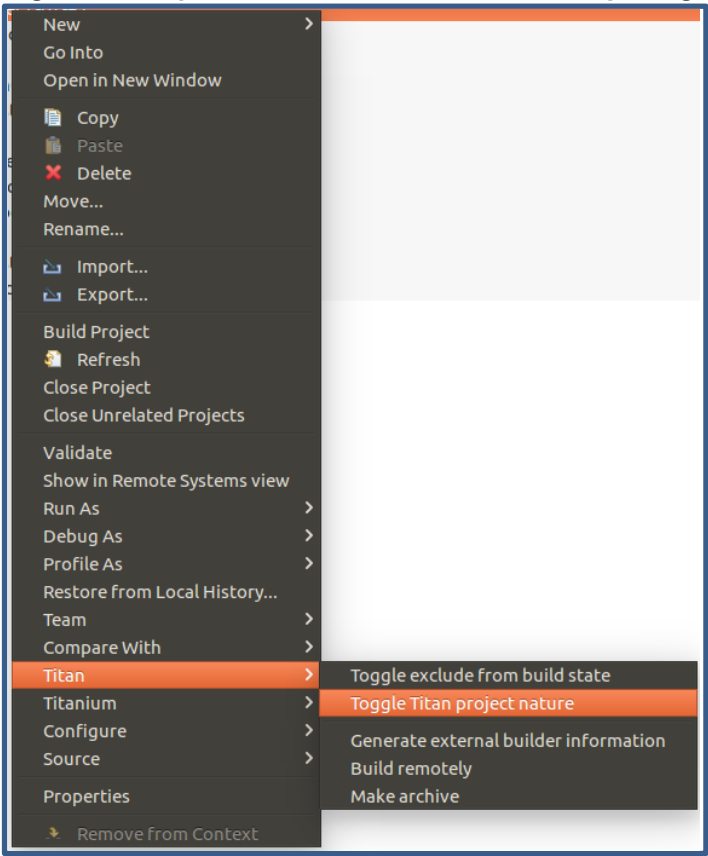 New
Go Into
Open in New Window
Copy
Paste
Delete
Move...
Rename...
Import...
Export...
Build Project
Refresh
Close Project
Close Unrelated Projects
Validate
Show in Remote Systems view
Run As
Debug As
Profile As
Restore from Local History...
Team
Compare With
Titan
Toggle exclude from build state
Titanium
Toggle Titan project nature
Configure
Generate external builder information
Source
Build remotely
Properties
Make archive
Remove from Context